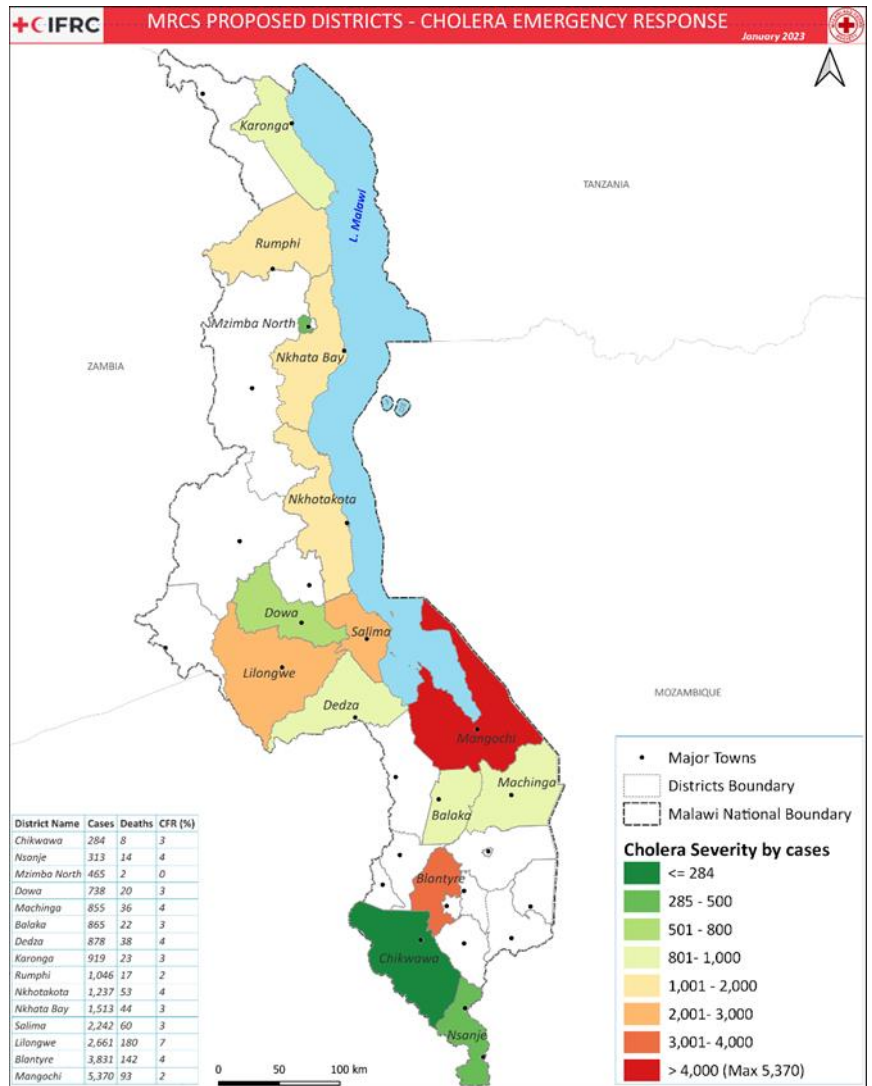 IFRC
MRCS PROPOSED DISTRICTS - CHOLERA EMERGENCY RESPONSE
January 2023
Karonga
TANZANIA
L. Malawi
Rumphi
Mzimba North
Nkhata Bay
ZAMBIA
Nkhotakota
Dowa
Salima
Lilongwe
Dedza
MOZAMBIQUE
Mangochi
Machinga
Balaka
Blantyre
Chikwawa
Nsanje
Major Towns
Districts Boundary
Malawi National Boundary
Cholera Severity by cases
<= 284
285 - 500
501 - 800
801- 1,000
1,001 - 2,000
2,001- 3,000
3,001- 4,000
> 4,000 (Max 5,370)
District Name Cases Deaths CFR (%)
Chikwawa 284 8 3
Nsanje 313 14 4
Mzimba North 465 2 0
Dowa 738 20 3
Machinga 855 36 4
Balaka 865 22 3
Dedza 878 38 4
Karonga 919 23 3
Rumphi 1,046 17 2
Nkhotakota 1,237 53 4
Nkhata Bay 1,513 44 3
Salima 2,242 60 3
Lilongwe 2,661 180 7
Blantyre 3,831 142 4
Mangochi 5,370 93 2
0 50 100 km